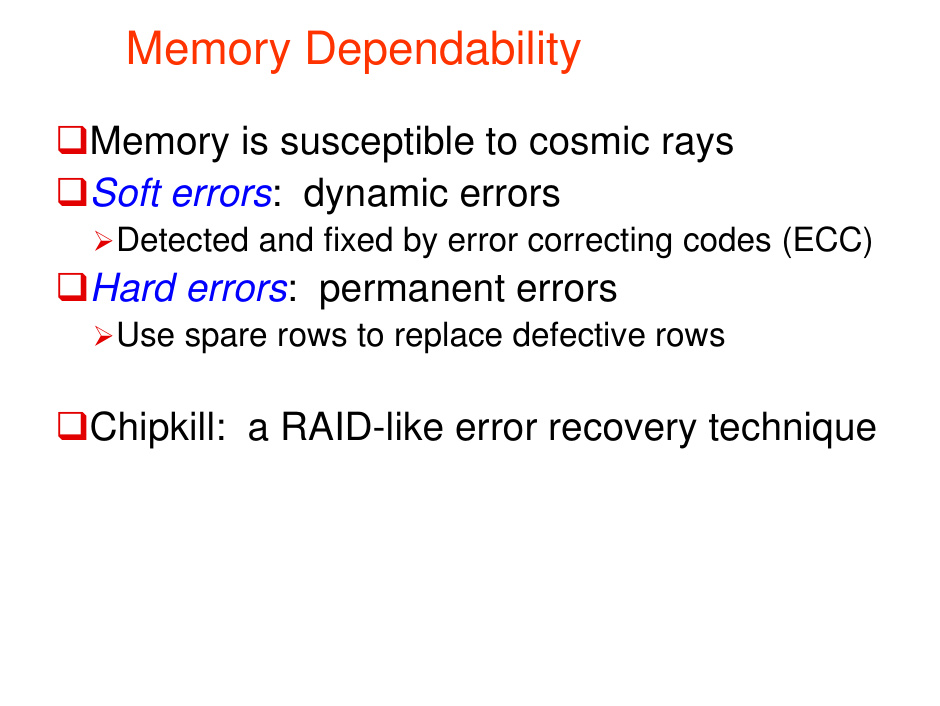 Memory Dependability
❑Memory is susceptible to cosmic rays
❑Soft errors: dynamic errors
➢Detected and fixed by error correcting codes (ECC)
❑Hard errors: permanent errors
➢Use spare rows to replace defective rows
❑Chipkill: a RAID-like error recovery technique